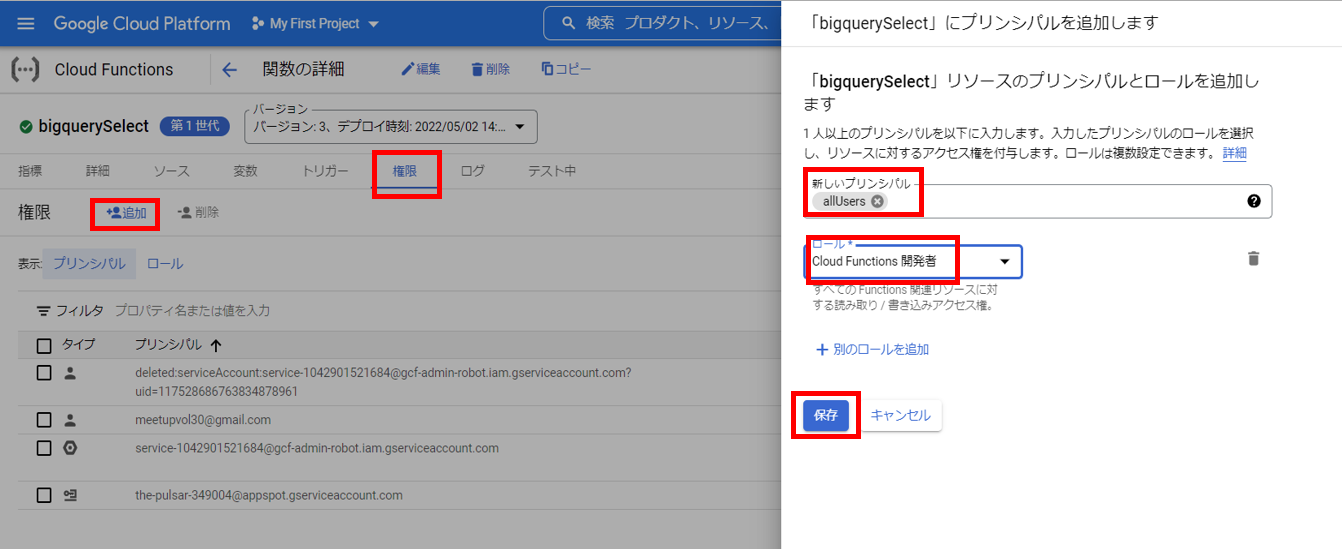 Google Cloud Platform
My First Project
検索 プロダクト、リソース、
Cloud Functions
関数の詳細
編集
削除
コピー
bigquerySelect
第 1 世代
バージョン
バージョン: 3、デプロイ時刻: 2022/05/02 14:...
指標
詳細
ソース
変数
トリガー
権限
ログ
テスト中
権限
追加
削除
表示:
プリンシパル
ロール
フィルタ
プロパティ名または値を入力
タイプ
プリンシパル
deleted:serviceAccount:service-1042901521684@gcf-admin-robot.iam.gserviceaccount.com?
uid=117528686763834878961
meetupvol30@gmail.com
service-1042901521684@gcf-admin-robot.iam.gserviceaccount.com
the-pulsar-349004@appspot.gserviceaccount.com
「bigquerySelect」にプリンシパルを追加します
「bigquerySelect」リソースのプリンシパルとロールを追加し
ます
1 人以上のプリンシパルを以下に入力します。入力したプリンシパルのロールを選択
し、リソースに対するアクセス権を付与します。ロールは複数設定できます。 詳細
新しいプリンシパル
allUsers
ロール *
Cloud Functions 開発者
すべての Functions 関連リソースに対
する読み取り / 書き込みアクセス権。
別のロールを追加
保存
キャンセル